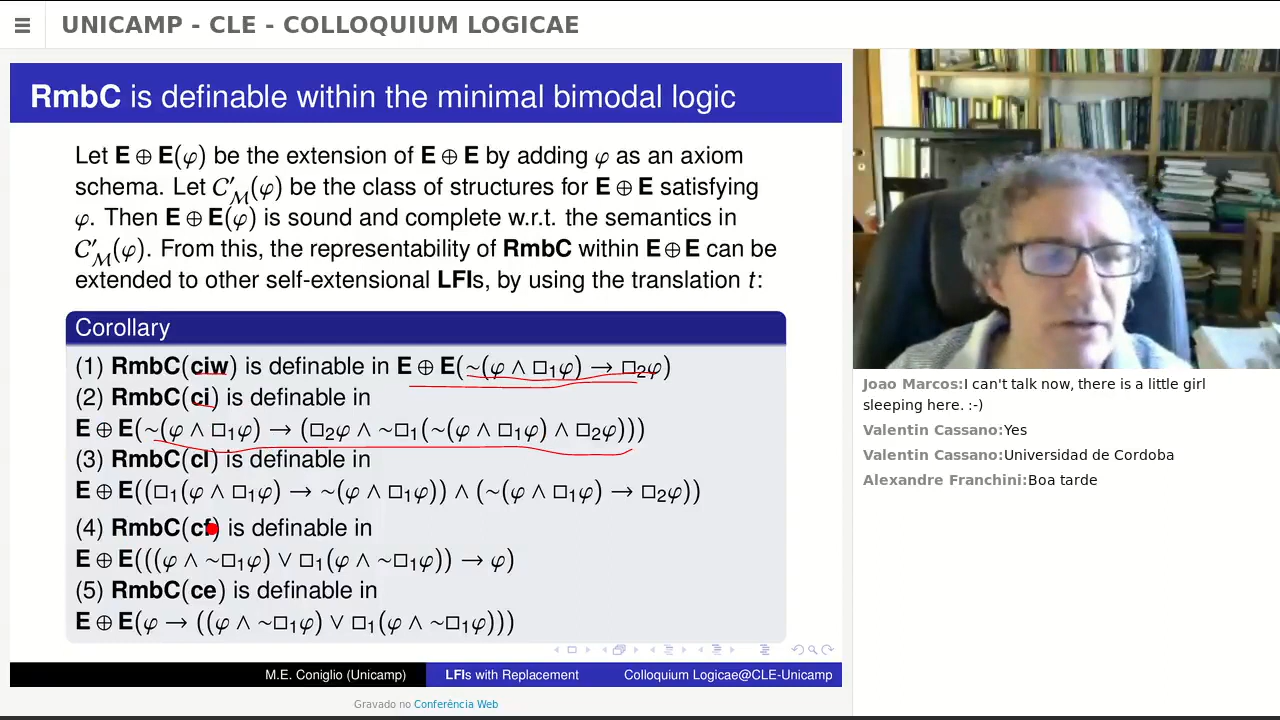 UNICAMP - CLE - COLLOQUIUM LOGICAE
RmbC is definable within the minimal bimodal logic
Let E ⊕ E(φ) be the extension of E ⊕ E by adding φ as an axiom
schema. Let C′_M(φ) be the class of structures for E ⊕ E satisfying
φ. Then E ⊕ E(φ) is sound and complete w.r.t. the semantics in
C′_M(φ). From this, the representability of RmbC within E ⊕ E can be
extended to other self-extensional LFIs, by using the translation t:
Corollary
(1) RmbC(ciw) is definable in E ⊕ E(~(φ ∧ □₁φ) → □₂φ)
(2) RmbC(ci) is definable in
E ⊕ E(~(φ ∧ □₁φ) → (□₂φ ∧ ~□₁(~(φ ∧ □₁φ) ∧ □₂φ)))
(3) RmbC(cl) is definable in
E ⊕ E((□₁(φ ∧ □₁φ) → ~(φ ∧ □₁φ)) ∧ (~(φ ∧ □₁φ) → □₂φ))
(4) RmbC(cf) is definable in
E ⊕ E(((φ ∧ ~□₁φ) ∨ □₁(φ ∧ ~□₁φ)) → φ)
(5) RmbC(ce) is definable in
E ⊕ E(φ → ((φ ∧ ~□₁φ) ∨ □₁(φ ∧ ~□₁φ)))
M.E. Coniglio (Unicamp) LFIs with Replacement Colloquium Logicae@CLE-Unicamp
Gravado no Conferência Web
Joao Marcos:I can't talk now, there is a little girl
sleeping here. :-)
Valentin Cassano:Yes
Valentin Cassano:Universidad de Cordoba
Alexandre Franchini:Boa tarde